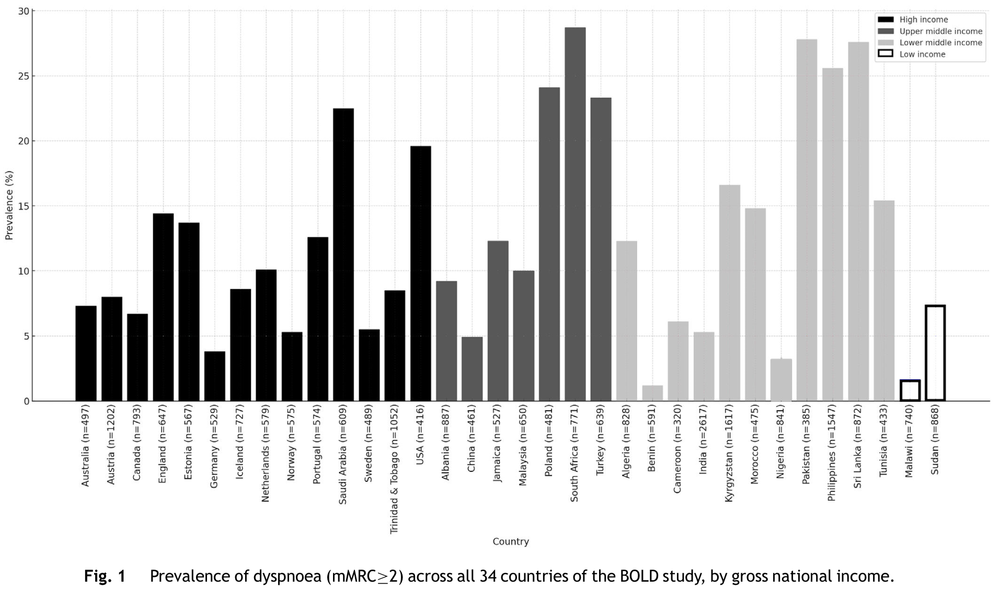 30
25
20
15
10
5
0
Prevalence (%)
High income
Upper middle income
Lower middle income
Low income
Australia (n=497)
Austria (n=1202)
Canada (n=793)
England (n=647)
Estonia (n=567)
Germany (n=529)
Iceland (n=727)
Netherlands (n=579)
Norway (n=575)
Portugal (n=574)
Saudi Arabia (n=609)
Sweden (n=489)
Trinidad & Tobago (n=1052)
USA (n=416)
Albania (n=887)
China (n=461)
Jamaica (n=527)
Malaysia (n=650)
Poland (n=481)
South Africa (n=771)
Turkey (n=639)
Algeria (n=828)
Benin (n=591)
Cameroon (n=320)
India (n=2617)
Kyrgyzstan (n=1617)
Morocco (n=475)
Nigeria (n=841)
Pakistan (n=385)
Philippines (n=1547)
Sri Lanka (n=872)
Tunisia (n=433)
Malawi (n=740)
Sudan (n=868)
Country
Fig. 1 Prevalence of dyspnoea (mMRC≥2) across all 34 countries of the BOLD study, by gross national income.